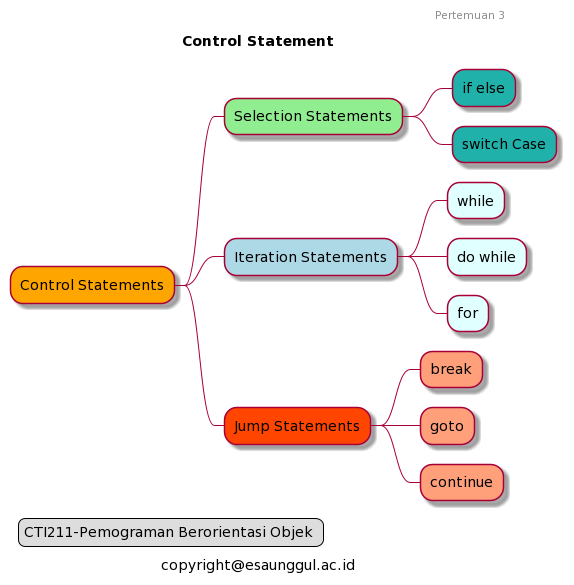 Pertemuan 3
Control Statement
Control Statements
Selection Statements
if else
switch Case
Iteration Statements
while
do while
for
Jump Statements
break
goto
continue
CTI211-Pemograman Berorientasi Objek
copyright@esaunggul.ac.id